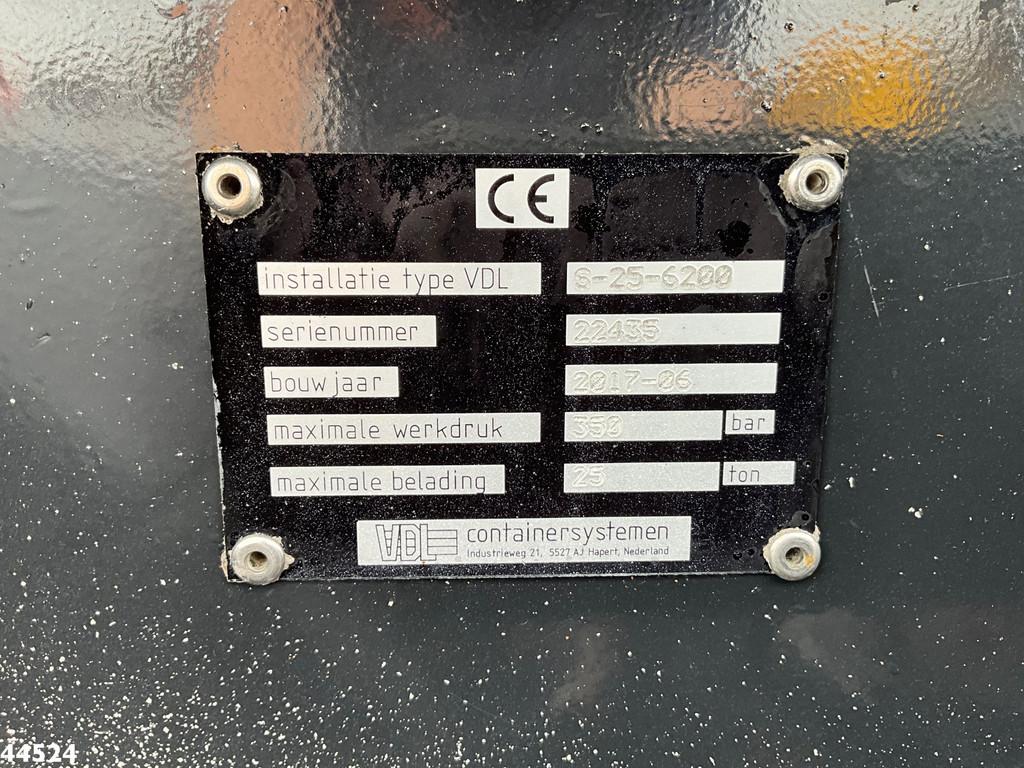 CE
installatie type VDL S-25-6200
serienummer 22435
bouwjaar 2017-06
maximale werkdruk 350 bar
maximale belading 25 ton
VDL containersystemen
Industrieweg 21, 5527 AJ Hapert, Nederland
44524